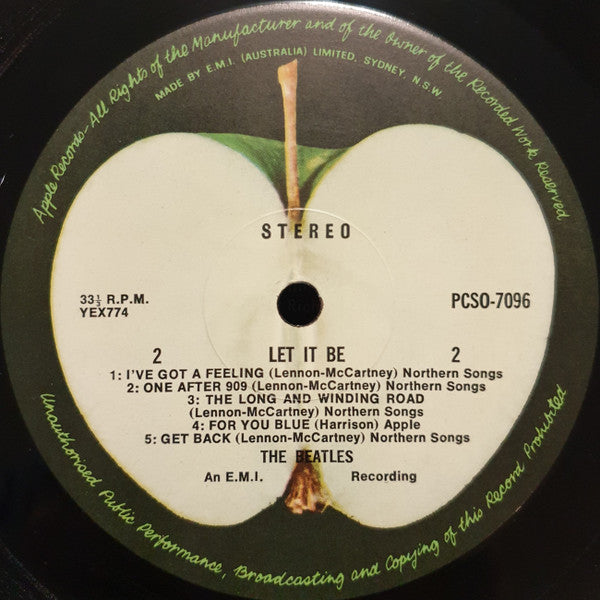 Apple Records-All Rights of the Manufacturer and of the Owner of the Recorded Work Reserved
MADE BY E.M.I. (AUSTRALIA) LIMITED, SYDNEY, N.S.W.
STEREO
33⅓ R.P.M.
YEX774
PCSO-7096
2 LET IT BE 2
1: I'VE GOT A FEELING (Lennon-McCartney) Northern Songs
2: ONE AFTER 909 (Lennon-McCartney) Northern Songs
3: THE LONG AND WINDING ROAD
(Lennon-McCartney) Northern Songs
4: FOR YOU BLUE (Harrison) Apple
5: GET BACK (Lennon-McCartney) Northern Songs
THE BEATLES
An E.M.I. Recording
Unauthorised Public Performance, Broadcasting and Copying of this Record Prohibited